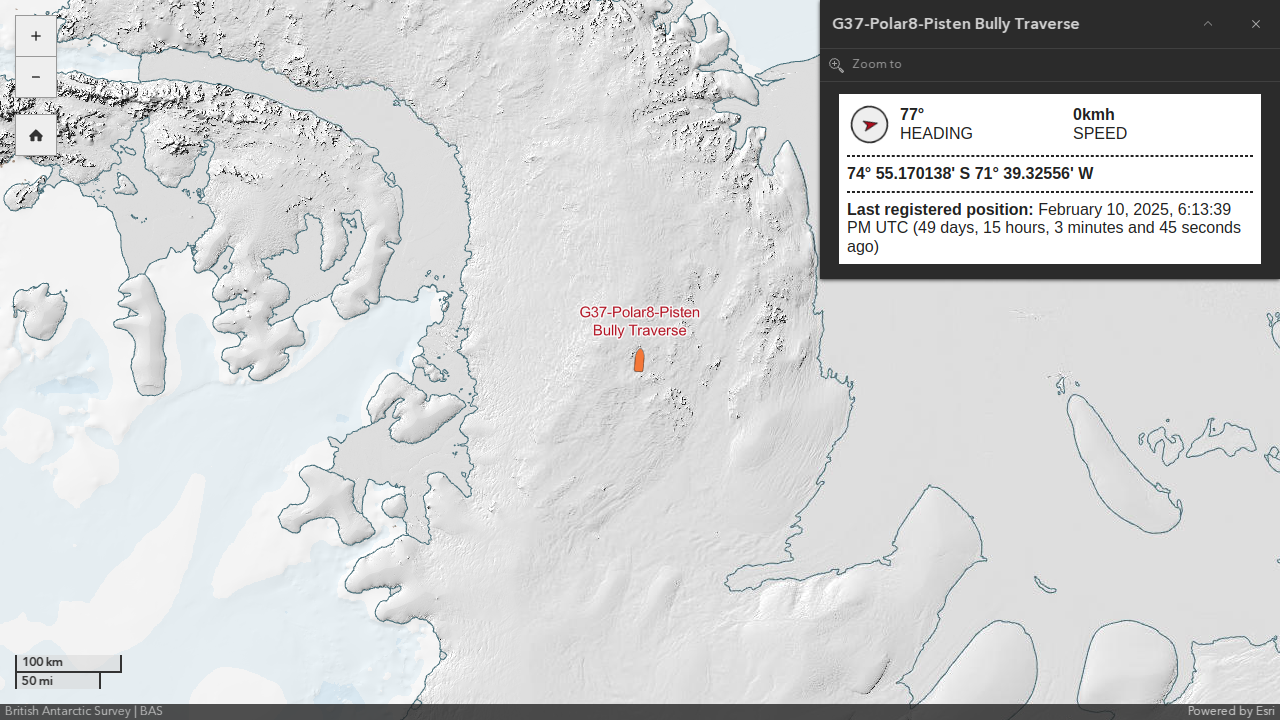 +
−
G37-Polar8-Pisten Bully Traverse
Zoom to
77°
HEADING
0kmh
SPEED
74° 55.170138' S 71° 39.32556' W
Last registered position: February 10, 2025, 6:13:39
PM UTC (49 days, 15 hours, 3 minutes and 45 seconds
ago)
G37-Polar8-Pisten
Bully Traverse
100 km
50 mi
British Antarctic Survey | BAS
Powered by Esri